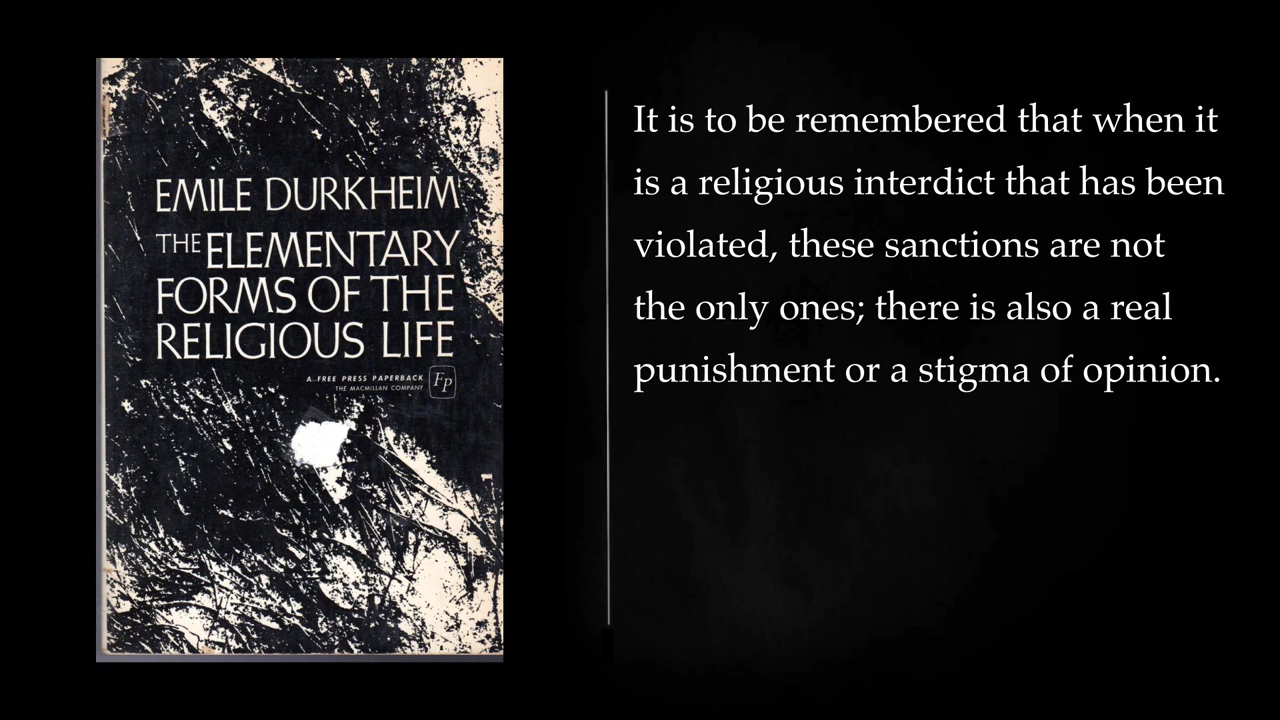 EMILE DURKHEIM
THE ELEMENTARY
FORMS OF THE
RELIGIOUS LIFE
A FREE PRESS PAPERBACK
THE MACMILLAN COMPANY
Fp
It is to be remembered that when it
is a religious interdict that has been
violated, these sanctions are not
the only ones; there is also a real
punishment or a stigma of opinion.